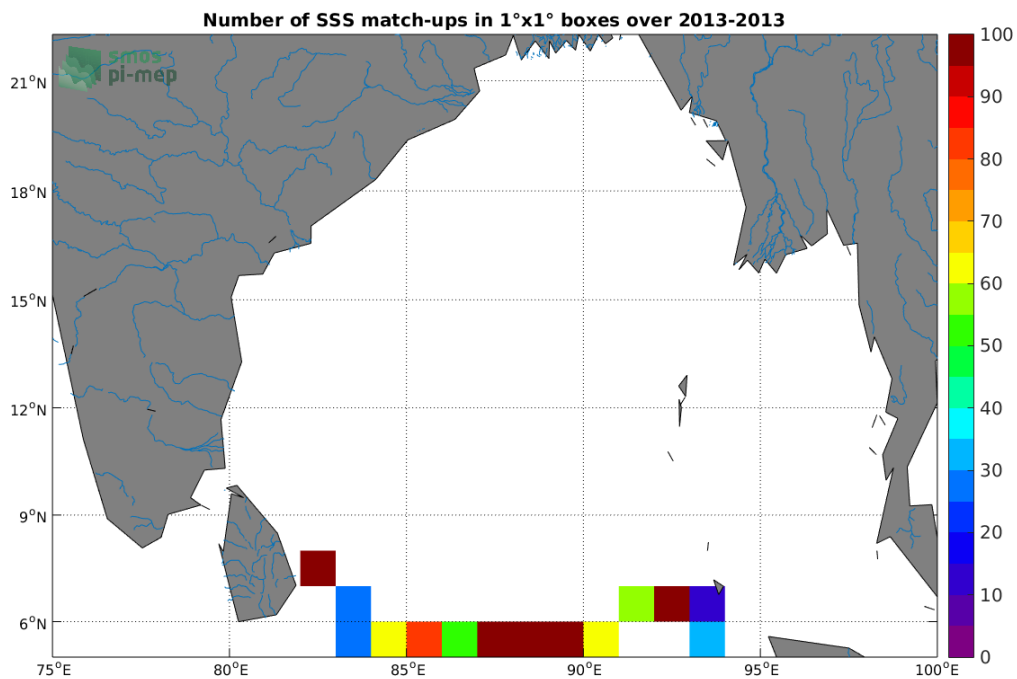 Number of SSS match-ups in 1°x1° boxes over 2013-2013
smos
pi-mep
21°N
18°N
15°N
12°N
9°N
6°N
75°E 80°E 85°E 90°E 95°E 100°E
100
90
80
70
60
50
40
30
20
10
0